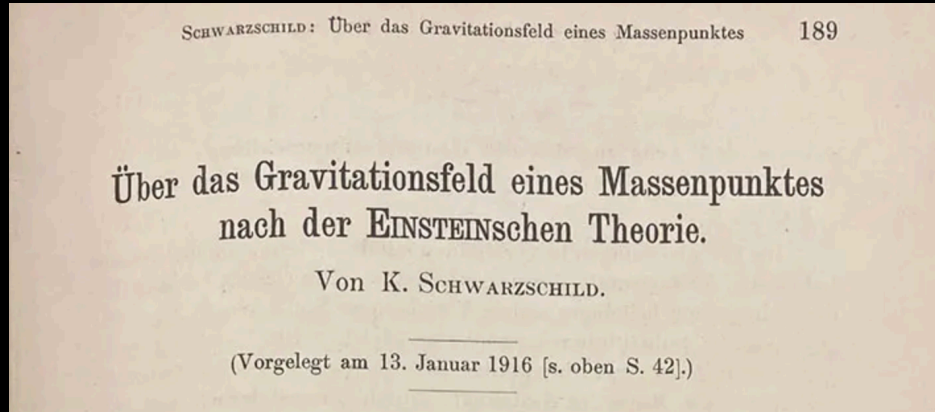 SCHWARZSCHILD: Über das Gravitationsfeld eines Massenpunktes 189
Über das Gravitationsfeld eines Massenpunktes
nach der EINSTEINschen Theorie.
Von K. SCHWARZSCHILD.
(Vorgelegt am 13. Januar 1916 [s. oben S. 42].)